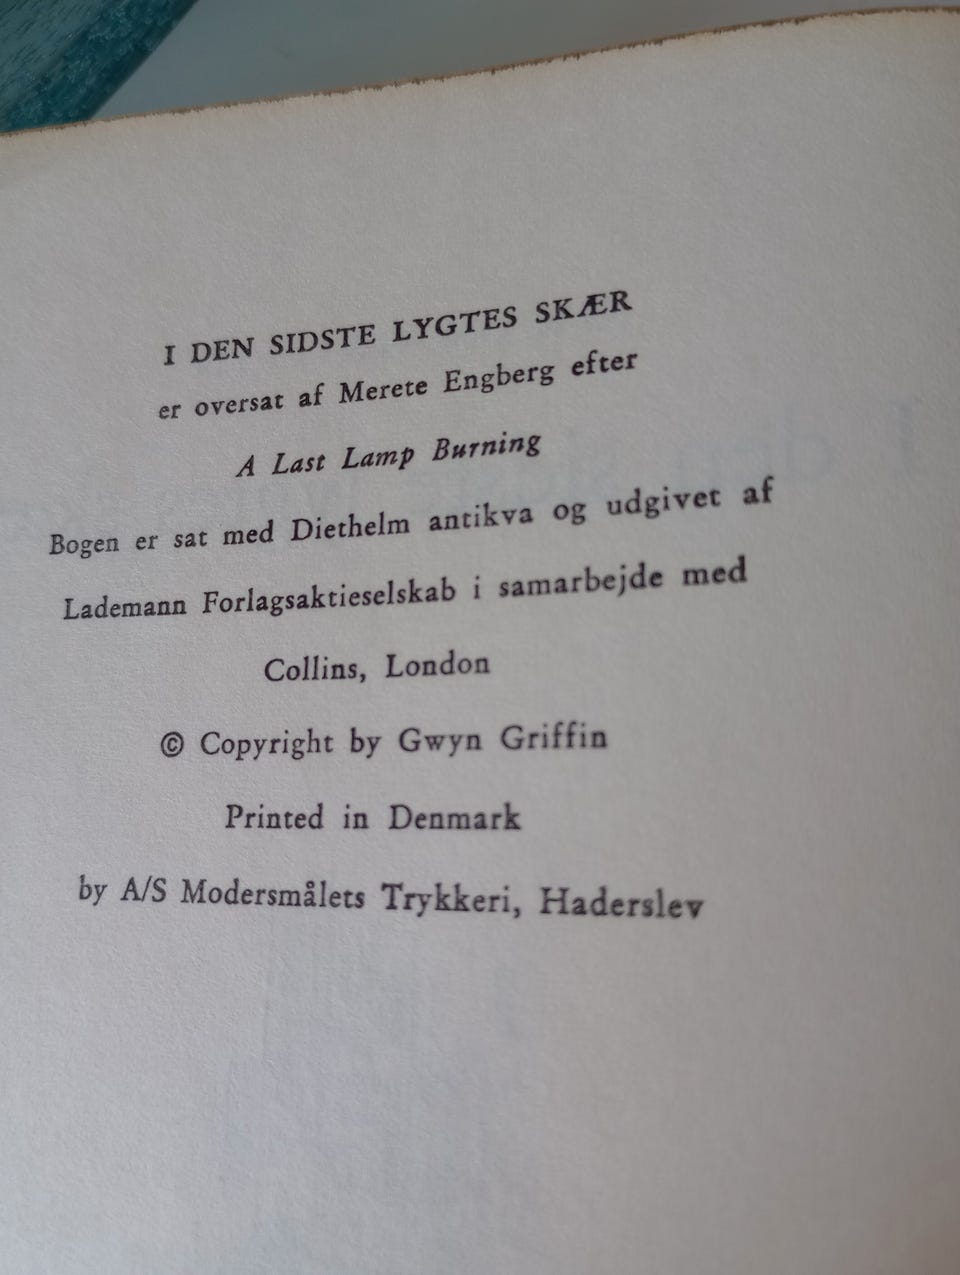 I DEN SIDSTE LYGTES SKÆR
er oversat af Merete Engberg efter
A Last Lamp Burning
Bogen er sat med Diethelm antikva og udgivet af
Lademann Forlagsaktieselskab i samarbejde med
Collins, London
© Copyright by Gwyn Griffin
Printed in Denmark
by A/S Modersmålets Trykkeri, Haderslev